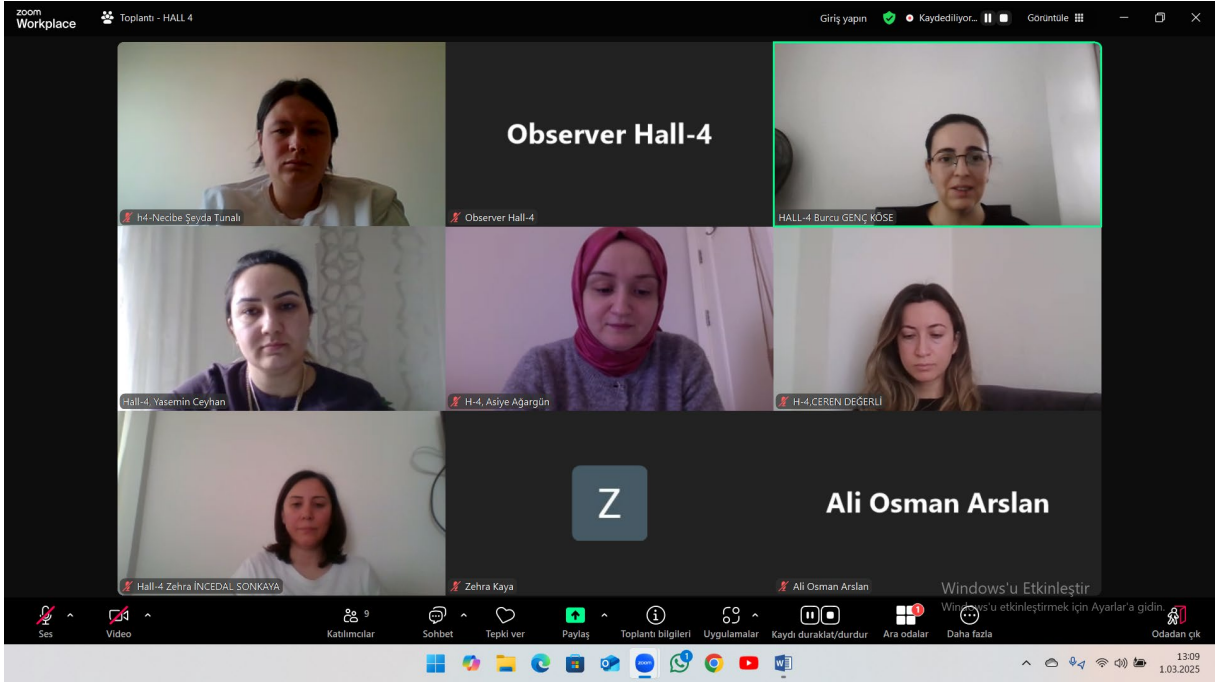 zoom
Workplace
Toplantı - HALL 4
Giriş yapın
Kaydediliyor...
Görüntüle
h4-Necibe Şeyda Tunalı
Observer Hall-4
Observer Hall-4
HALL-4 Burcu GENÇ KÖSE
Hall-4, Yasemin Ceyhan
H-4, Asiye Ağargün
H-4,CEREN DEĞERLİ
Hall-4 Zehra İNCEDAL SONKAYA
Z
Zehra Kaya
Ali Osman Arslan
Ali Osman Arslan
Windows'u Etkinleştir
Windows'u etkinleştirmek için Ayarlar'a gidin.
Ses
Video
Katılımcılar
9
Sohbet
Tepki ver
Paylaş
Toplantı bilgileri
Uygulamalar
Kaydı duraklat/durdur
1
Ara odalar
Daha fazla
Odadan çık
zoom
1
W
13:09
1.03.2025